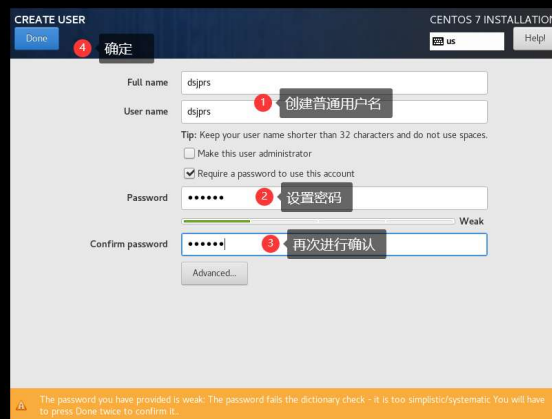 CREATE USER
CENTOS 7 INSTALLATION
Done
4 确定
us
Help!
Full name dsjprs
User name dsjprs
1 创建普通用户名
Tip: Keep your user name shorter than 32 characters and do not use spaces.
Make this user administrator
Require a password to use this account
Password ••••••
2 设置密码
Weak
Confirm password ••••••
3 再次进行确认
Advanced...
The password you have provided is weak: The password fails the dictionary check - it is too simplistic/systematic You will have
to press Done twice to confirm it..